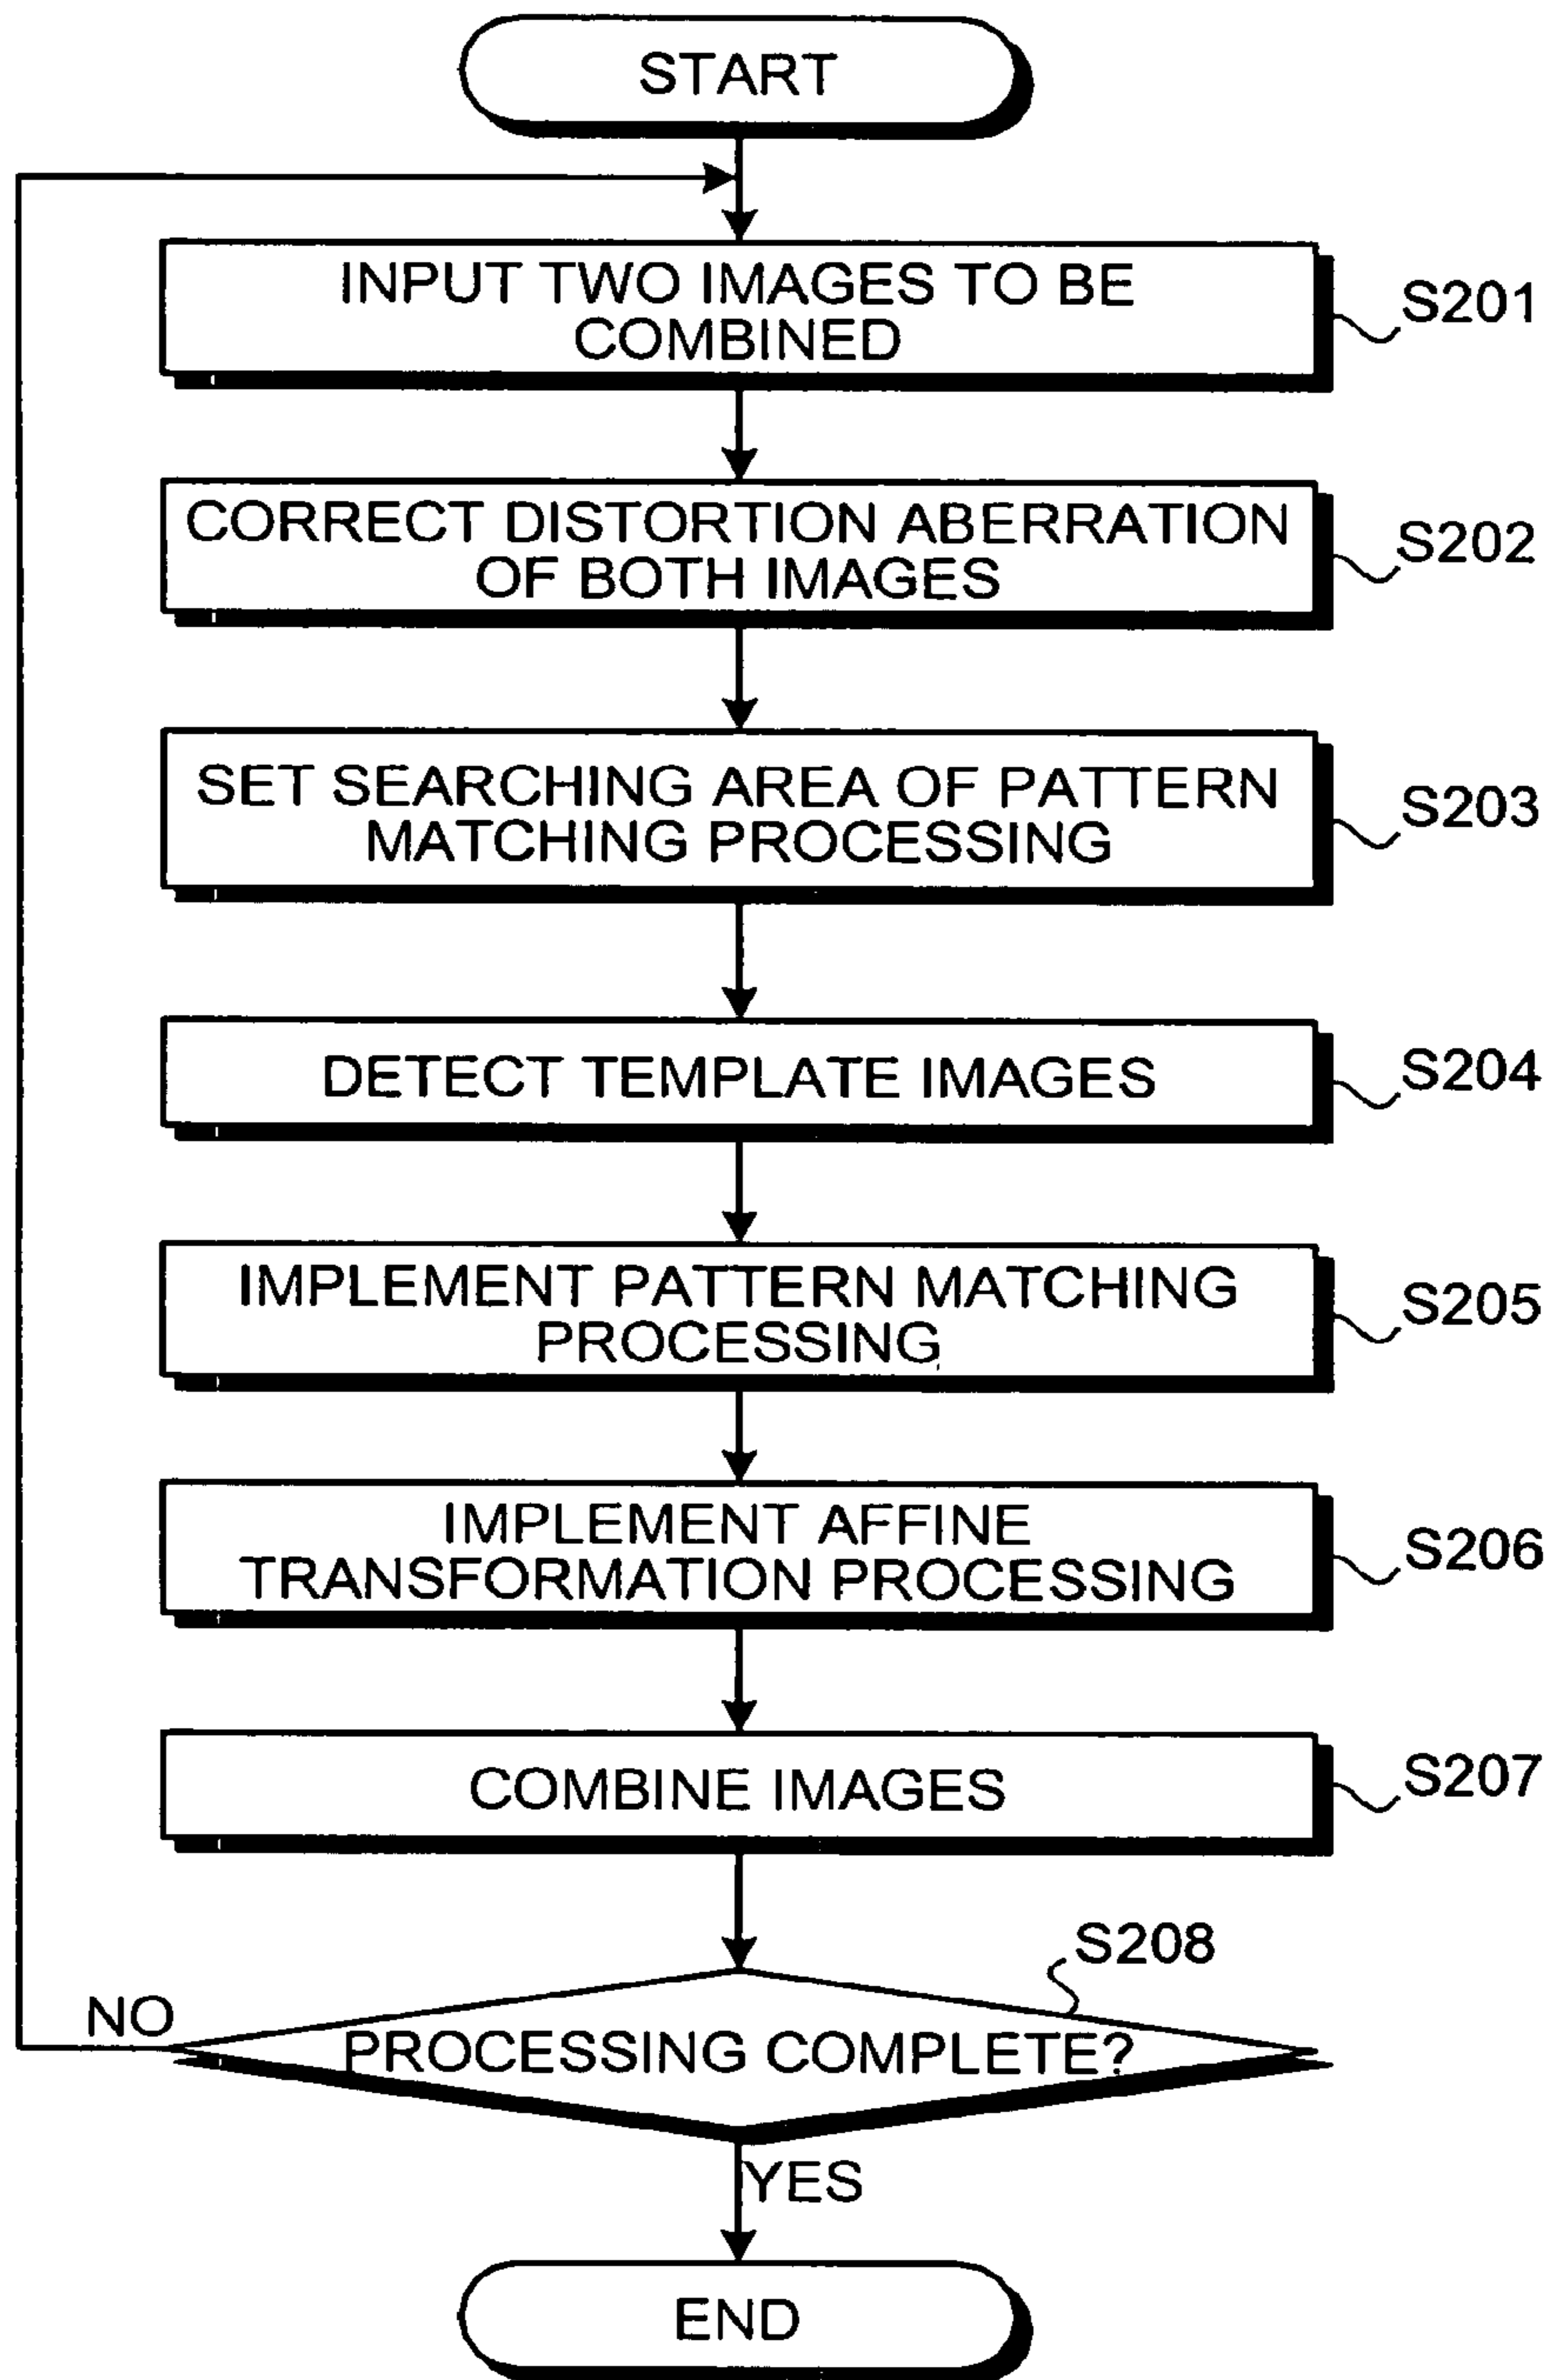 START
INPUT TWO IMAGES TO BE
COMBINED
S201
CORRECT DISTORTION ABERRATION
OF BOTH IMAGES
S202
SET SEARCHING AREA OF PATTERN
MATCHING PROCESSING
S203
DETECT TEMPLATE IMAGES
S204
IMPLEMENT PATTERN MATCHING
PROCESSING
S205
IMPLEMENT AFFINE
TRANSFORMATION PROCESSING
S206
COMBINE IMAGES
S207
S208
NO
PROCESSING COMPLETE?
YES
END